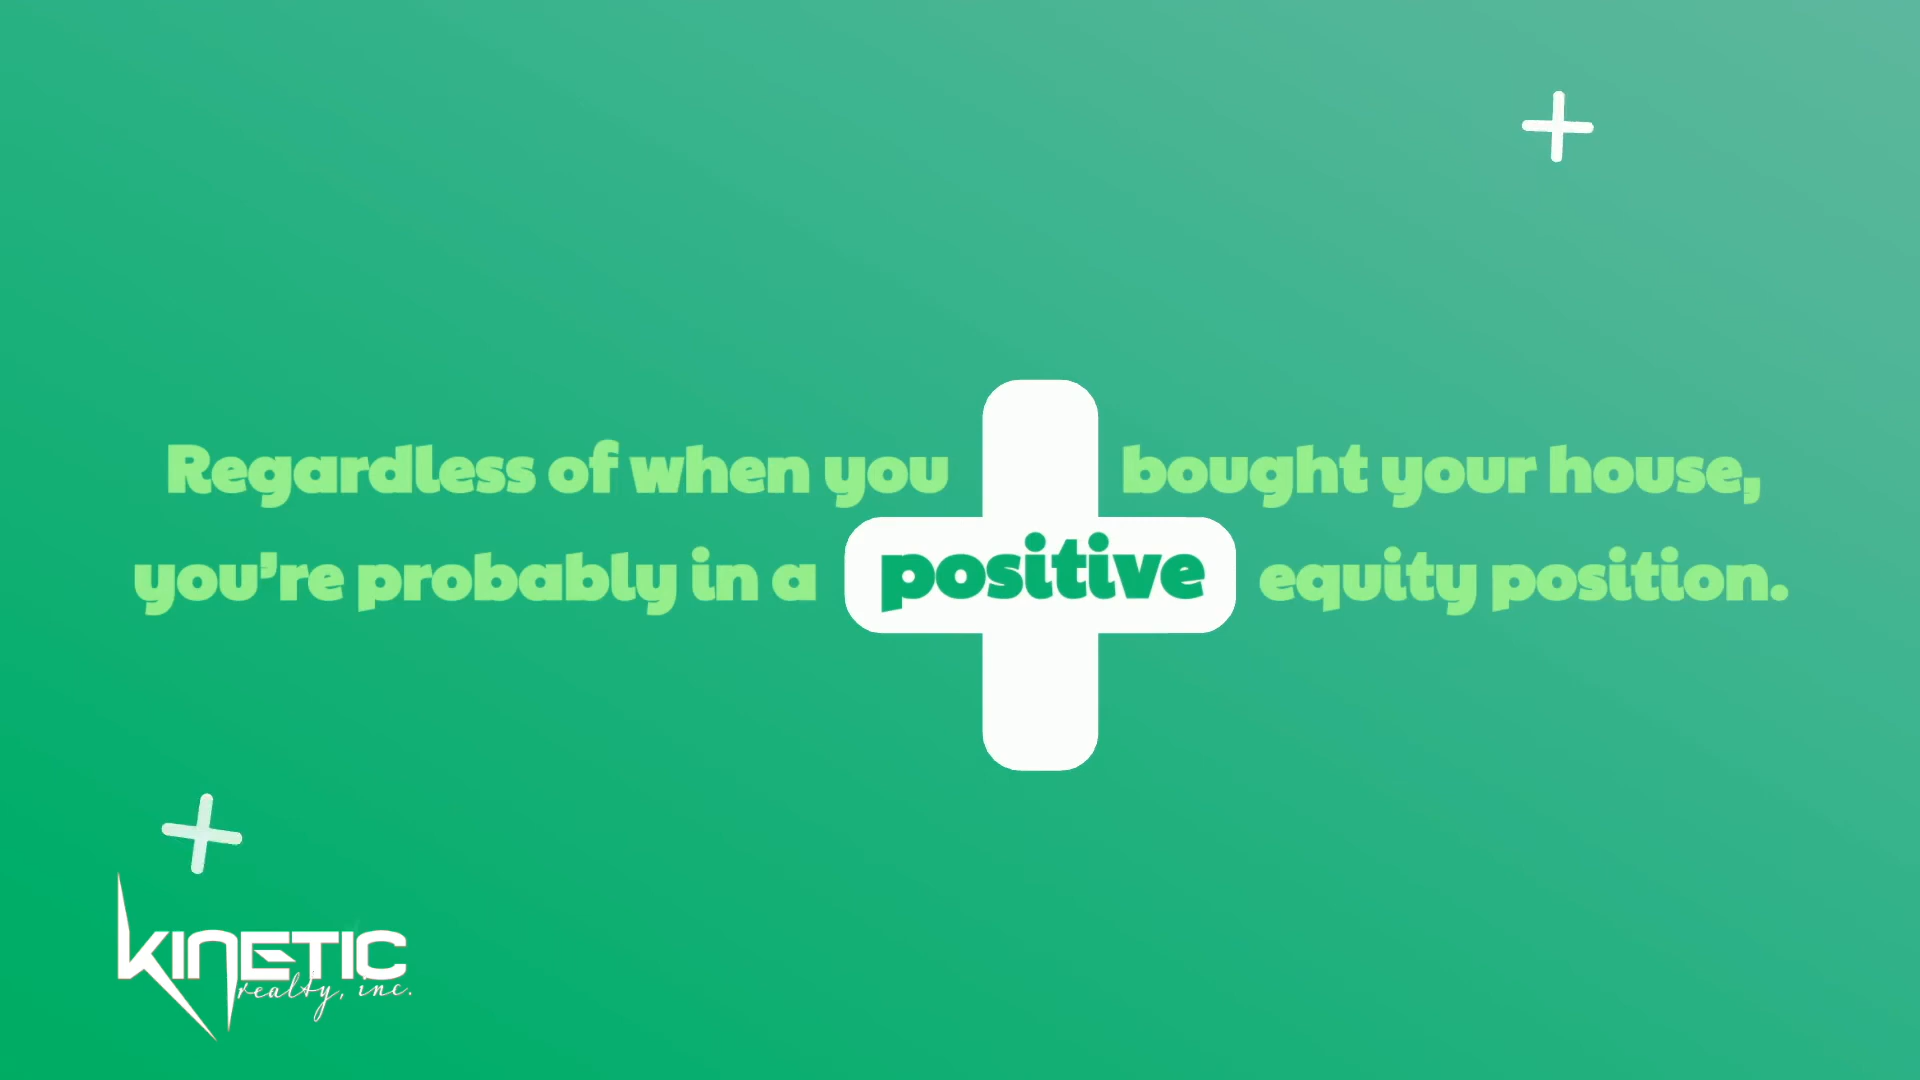 Regardless of when you bought your house,
you're probably in a positive equity position.
KINETIC
realty, inc.